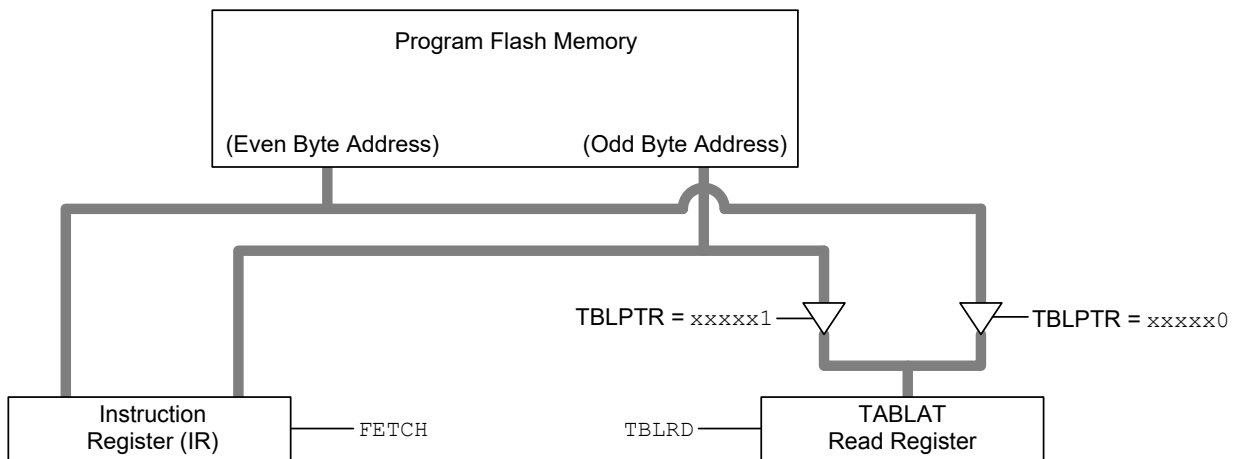 Program Flash Memory
(Even Byte Address)
(Odd Byte Address)
TBLPTR = xxxxx1
TBLPTR = xxxxx0
Instruction
Register (IR)
FETCH
TBLRD
TABLAT
Read Register